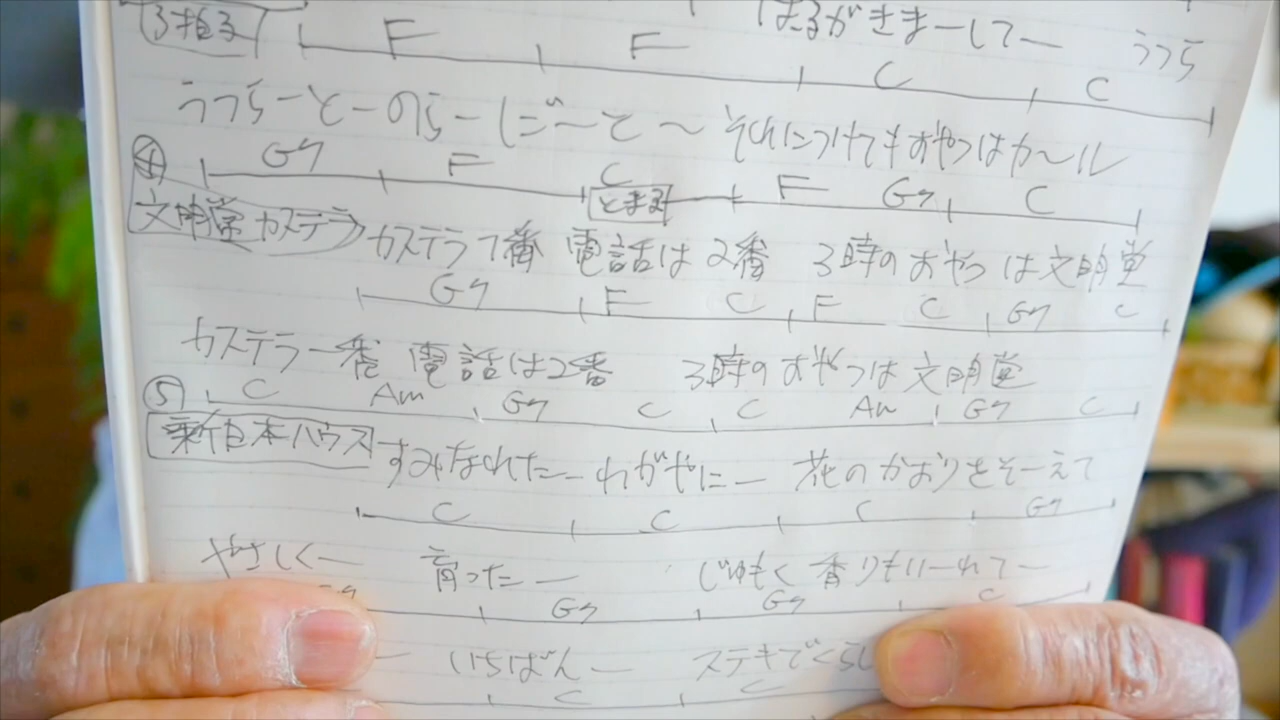 はるがきまーしてー うつら
F F C C
うつらーとーのらーじごーとー それにつけてもおやつはカール
④ G7 F C とまる F G7 C
文明堂カステラ カステラ1番 電話は2番 3時のおやつは文明堂
G7 F C F C G7 C
カステラ一番 電話は2番 3時のおやつは文明堂
⑤ C Am G7 C C Am G7 C
新日本ハウス すみなれたーわがやにー 花のかおりをそーえて
C C C G7
やさしくー 育ったー じゅもく香りもいーれてー
G7 G7 C
いちばんー ステキでくらし
C C